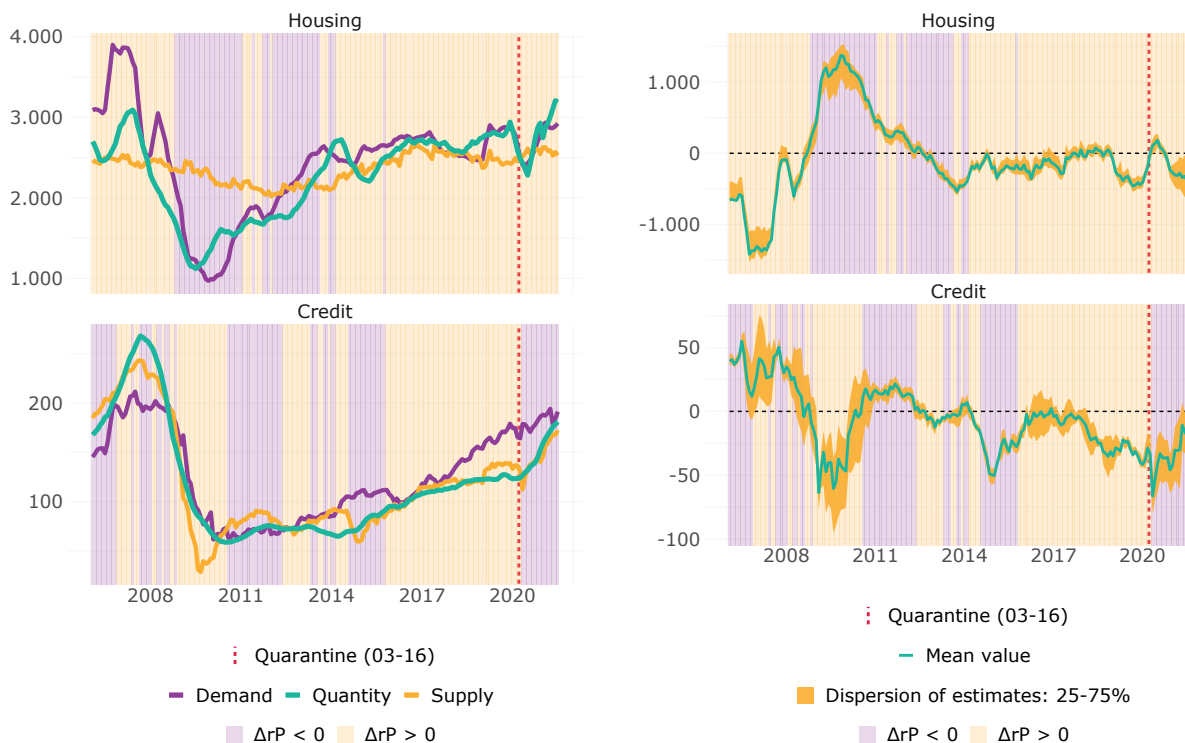 Housing
4.000
3.000
2.000
1.000
Credit
200
100
2008 2011 2014 2017 2020
Quarantine (03-16)
Demand Quantity Supply
ΔrP < 0 ΔrP > 0
Housing
1.000
0
-1.000
Credit
50
0
-50
-100
2008 2011 2014 2017 2020
Quarantine (03-16)
Mean value
Dispersion of estimates: 25-75%
ΔrP < 0 ΔrP > 0